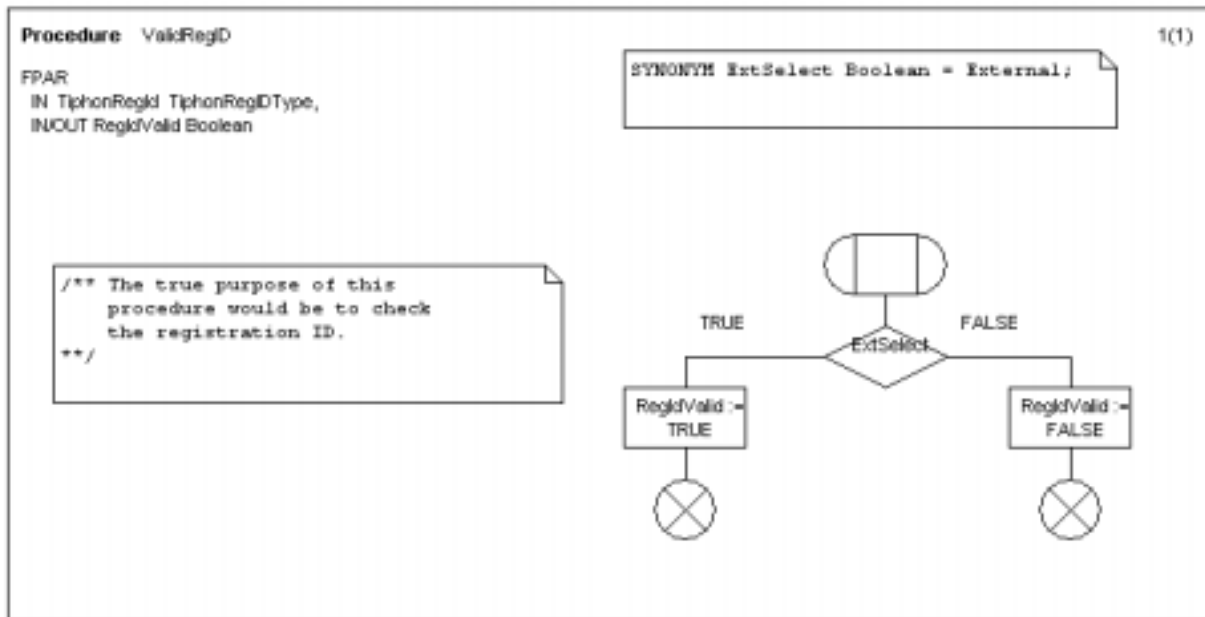 Procedure ValidRegID
1(1)
FPAR
IN TiphonRegId TiphonRegIDType,
IN/OUT RegIdValid Boolean
SYNONYM ExtSelect Boolean = External;
/** The true purpose of this
procedure would be to check
the registration ID.
**/
TRUE
FALSE
ExtSelect
RegIdValid :=
TRUE
RegIdValid :=
FALSE